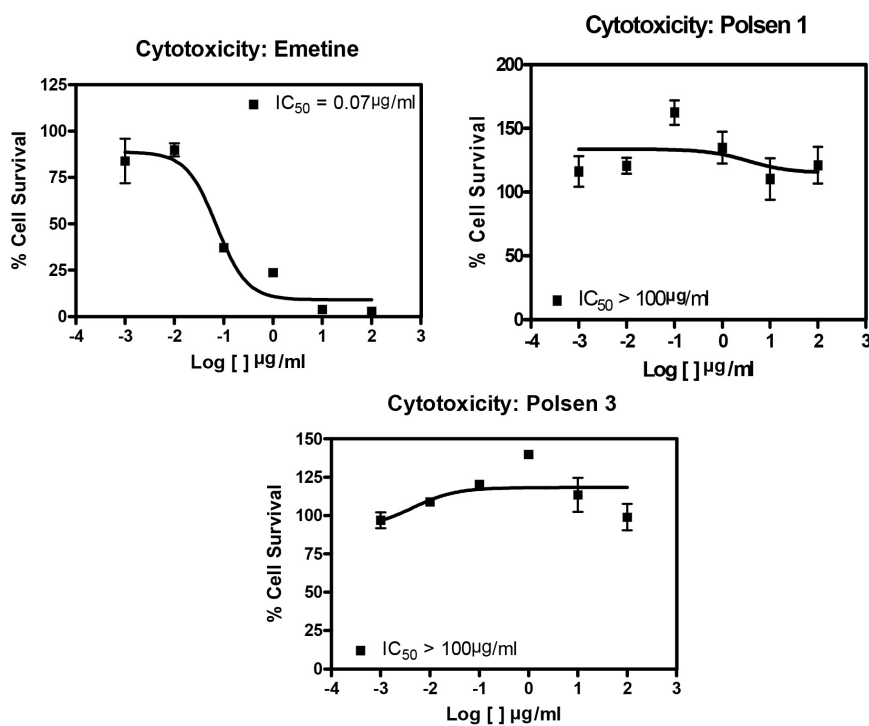 Cytotoxicity: Emetine
125
100
75
50
25
0
% Cell Survival
IC50 = 0.07µg/ml
-4 -3 -2 -1 0 1 2 3
Log [ ] µg/ml
Cytotoxicity: Polsen 1
200
150
100
50
0
% Cell Survival
IC50 > 100µg/ml
-4 -3 -2 -1 0 1 2 3
Log [ ] µg/ml
Cytotoxicity: Polsen 3
150
125
100
75
50
25
0
% Cell Survival
IC50 > 100µg/ml
-4 -3 -2 -1 0 1 2 3
Log [ ] µg/ml